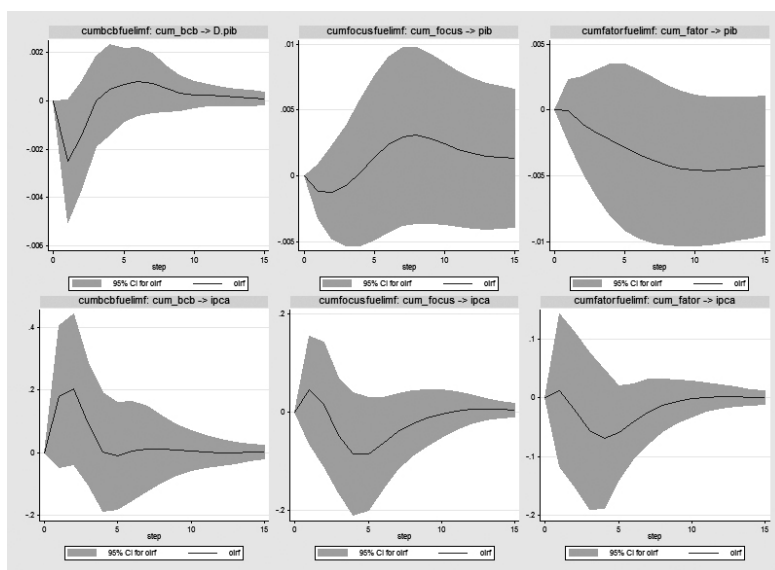 cumbcbfuelimf: cum_bcb -> D.pib
cumfocusfuelimf: cum_focus -> pib
cumfatorfuelimf: cum_fator -> pib
.002
0
-.002
-.004
-.006
0 5 10 15
step
95% CI for oirf oirf
.01
.005
0
-.005
0 5 10 15
step
95% CI for oirf oirf
.005
0
-.005
-.01
0 5 10 15
step
95% CI for oirf oirf
cumbcbfuelimf: cum_bcb -> ipca
cumfocusfuelimf: cum_focus -> ipca
cumfatorfuelimf: cum_fator -> ipca
.4
.2
0
-.2
0 5 10 15
step
95% CI for oirf oirf
.2
0
-.2
0 5 10 15
step
95% CI for oirf oirf
.1
0
-.1
-.2
0 5 10 15
step
95% CI for oirf oirf